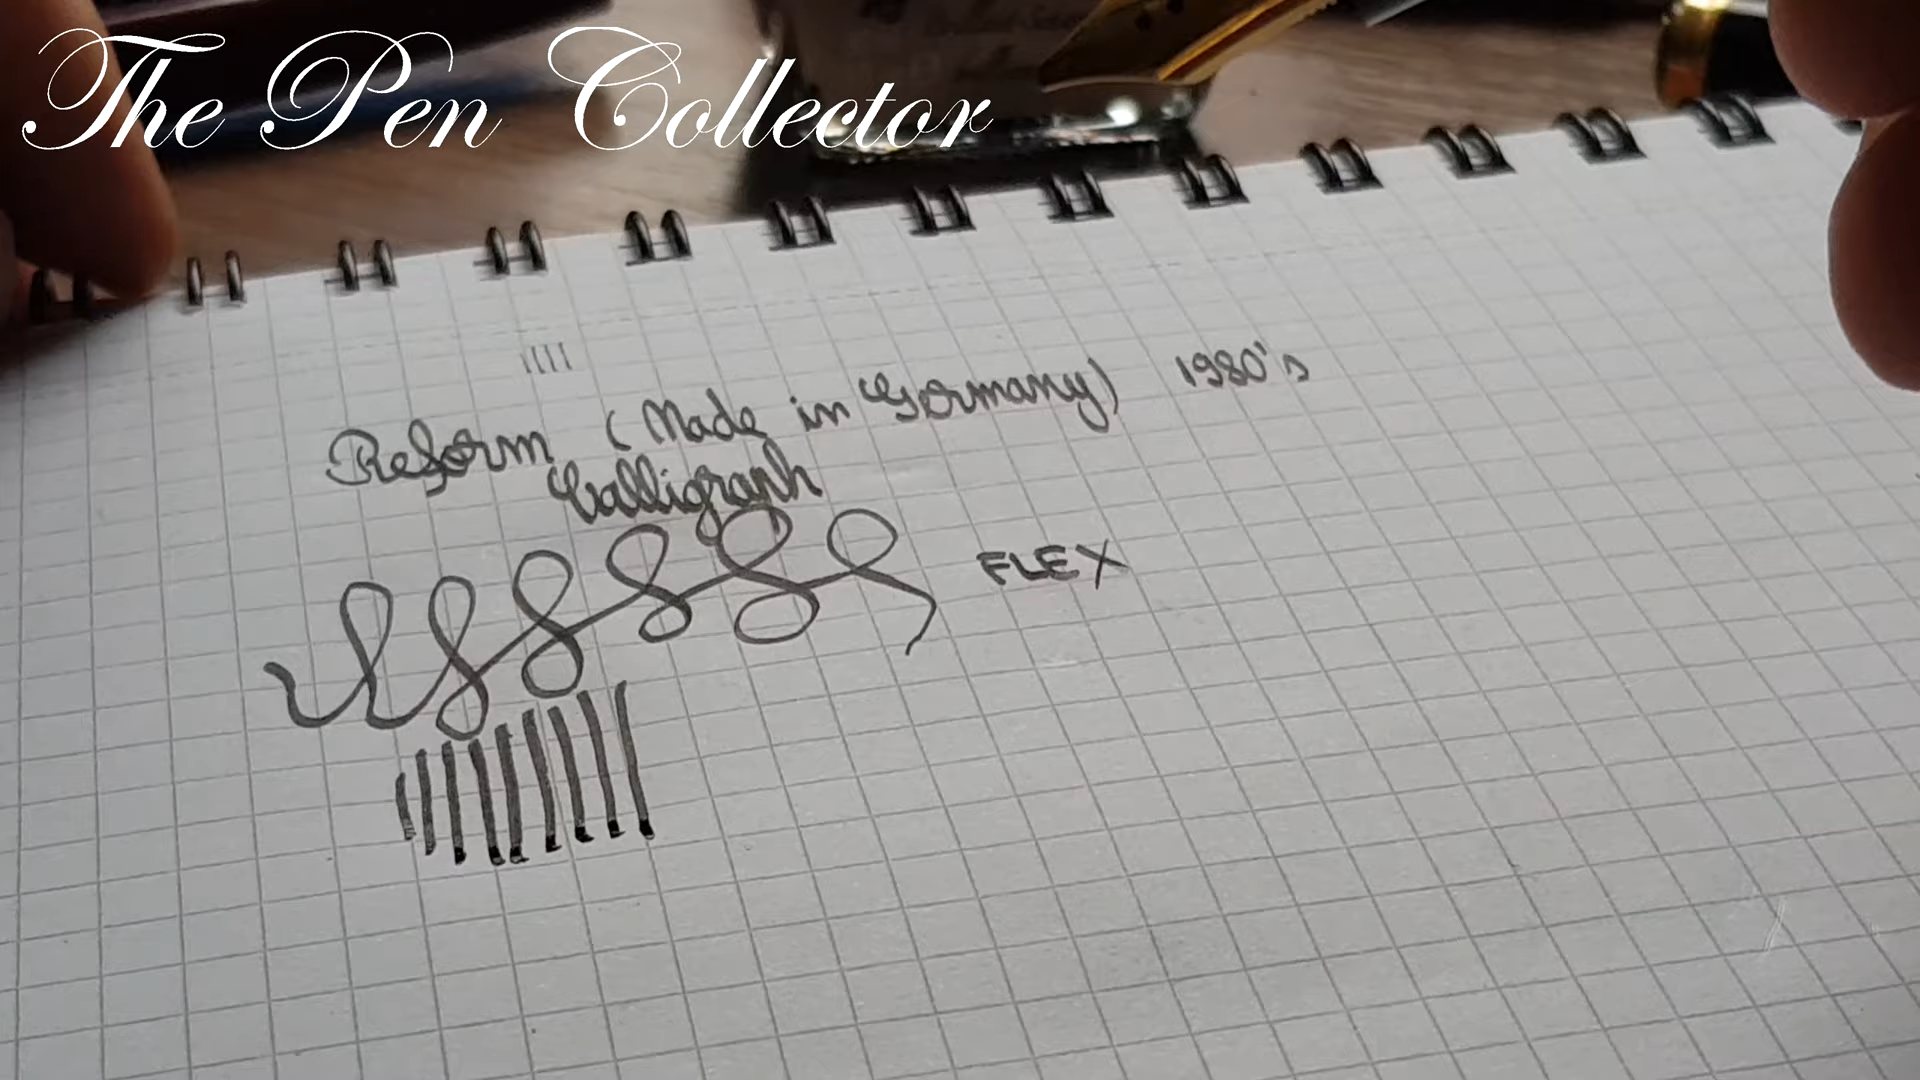 The Pen Collector
Reform (Made in Germany) 1980's
Calligraph
FLEX